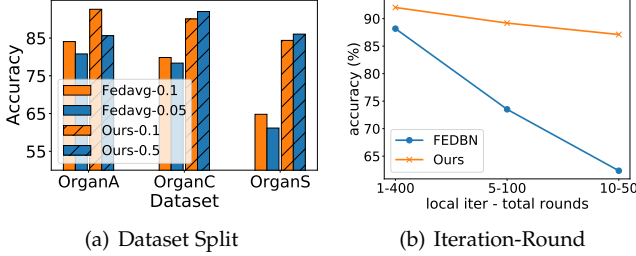 Accuracy
85
75
65
55
Fedavg-0.1
Fedavg-0.05
Ours-0.1
Ours-0.5
OrganA OrganC OrganS
Dataset
(a) Dataset Split
accuracy (%)
90
85
80
75
70
65
FEDBN
Ours
1-400 5-100 10-50
local iter - total rounds
(b) Iteration-Round